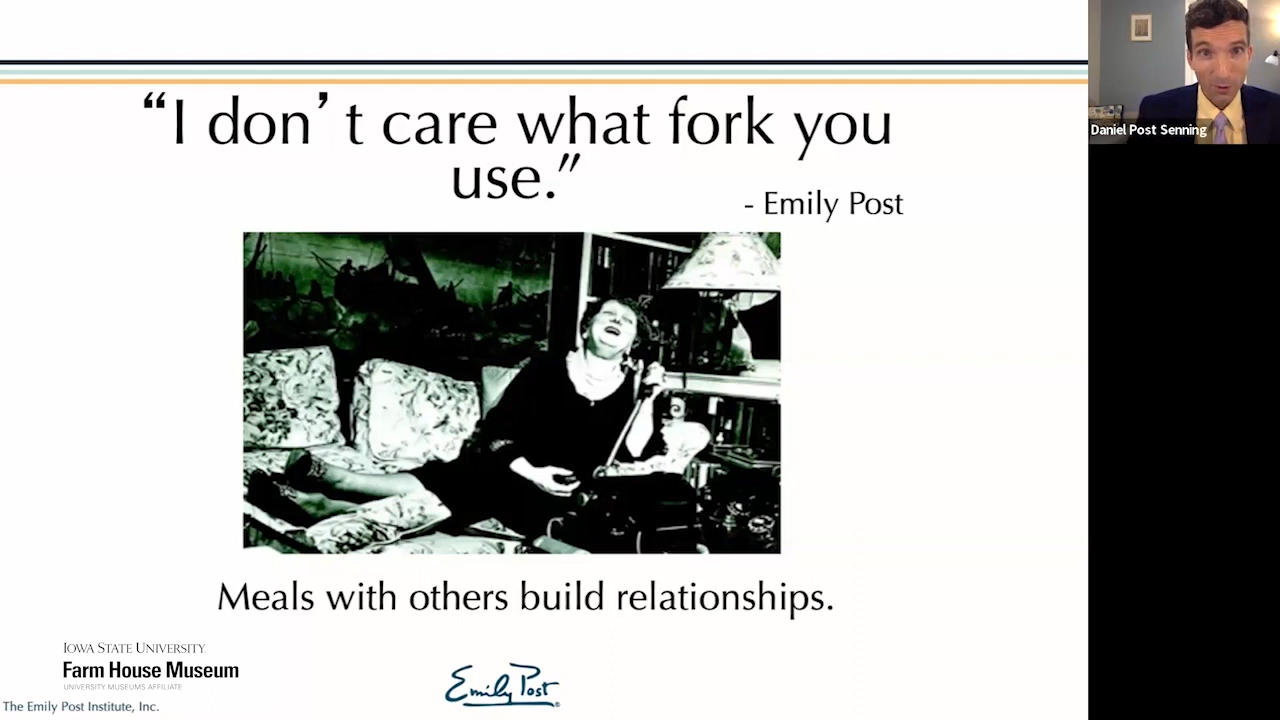 “I don’t care what fork you
use.”
- Emily Post
Daniel Post Senning
Meals with others build relationships.
IOWA STATE UNIVERSITY
Farm House Museum
UNIVERSITY MUSEUMS AFFILIATE
Emily Post®
The Emily Post Institute, Inc.